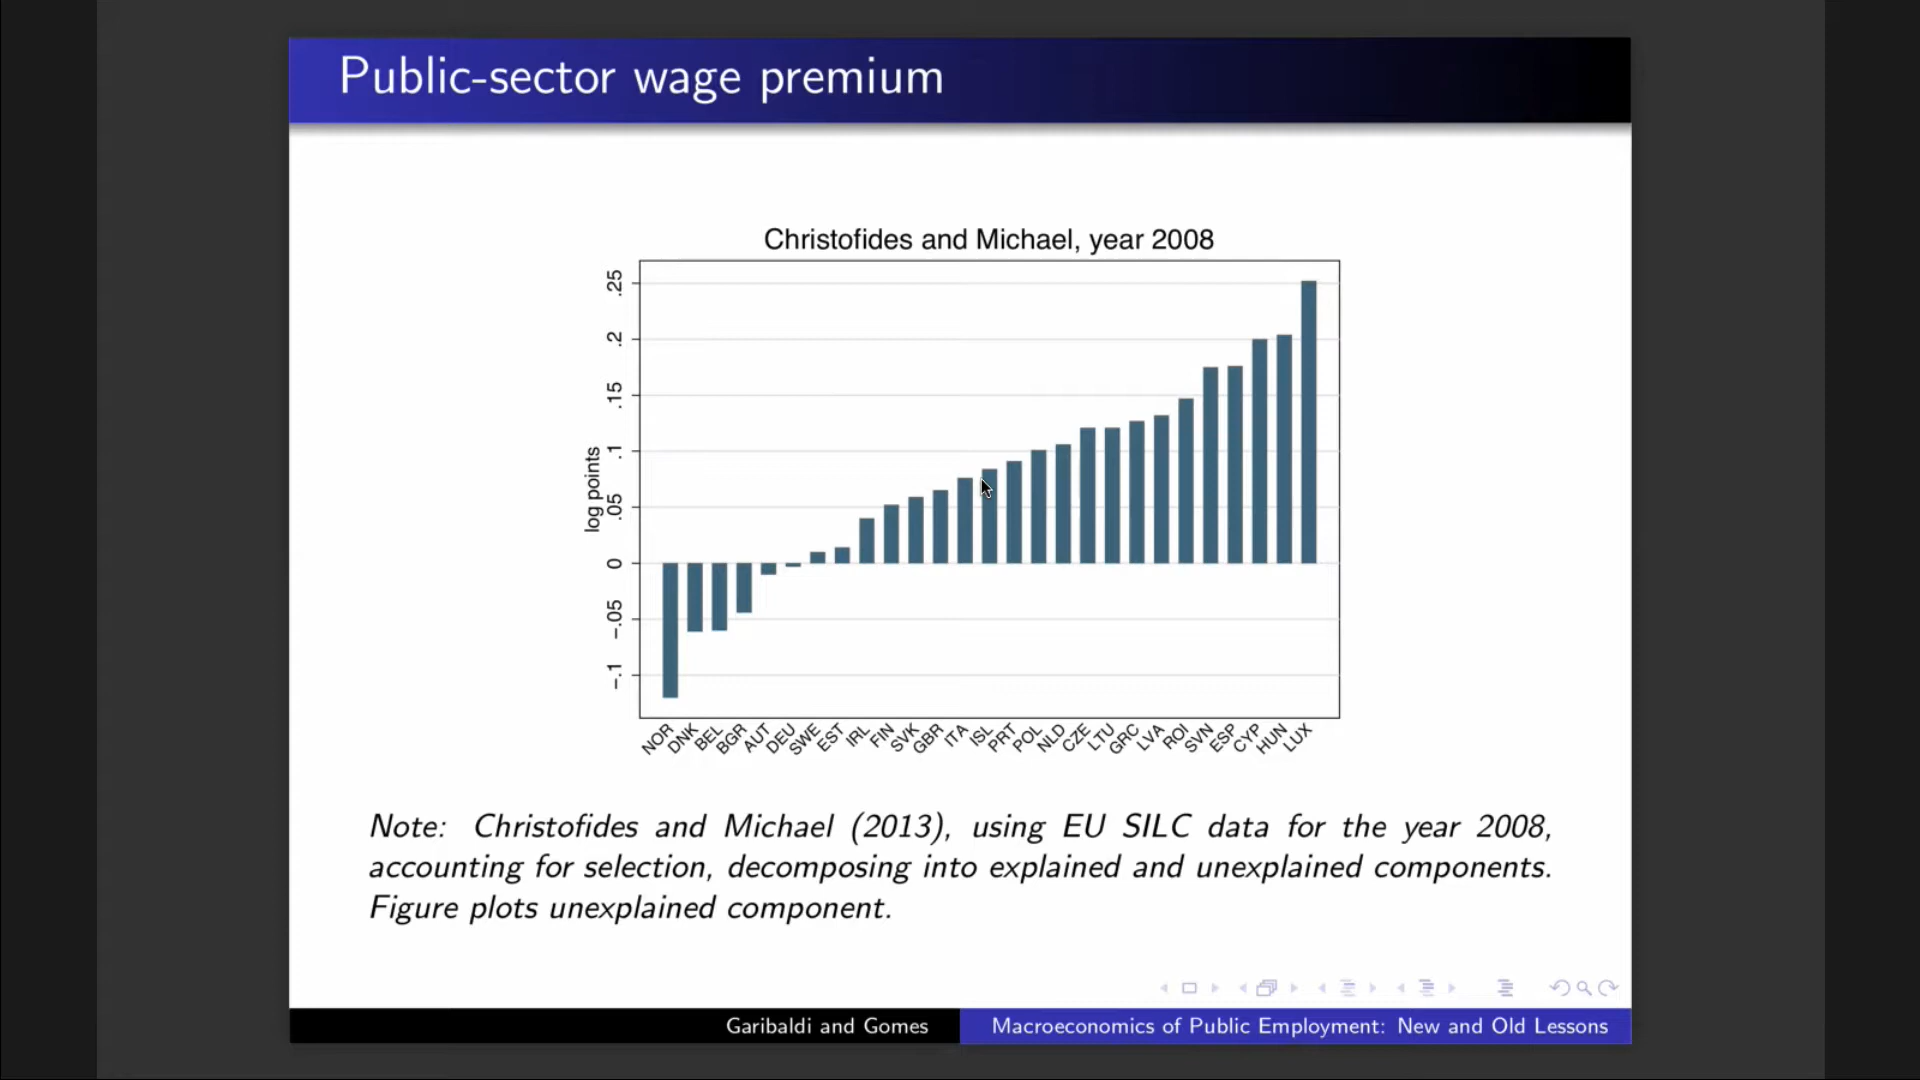 Public-sector wage premium
Christofides and Michael, year 2008
log points
.25
.2
.15
.1
.05
0
−.05
−.1
NOR DNK BEL BGR AUT DEU SWE EST IRL FIN SVK GBR ITA ISL PRT POL NLD CZE LTU GRC LVA ROI SVN ESP CYP HUN LUX
Note: Christofides and Michael (2013), using EU SILC data for the year 2008,
accounting for selection, decomposing into explained and unexplained components.
Figure plots unexplained component.
Garibaldi and Gomes
Macroeconomics of Public Employment: New and Old Lessons